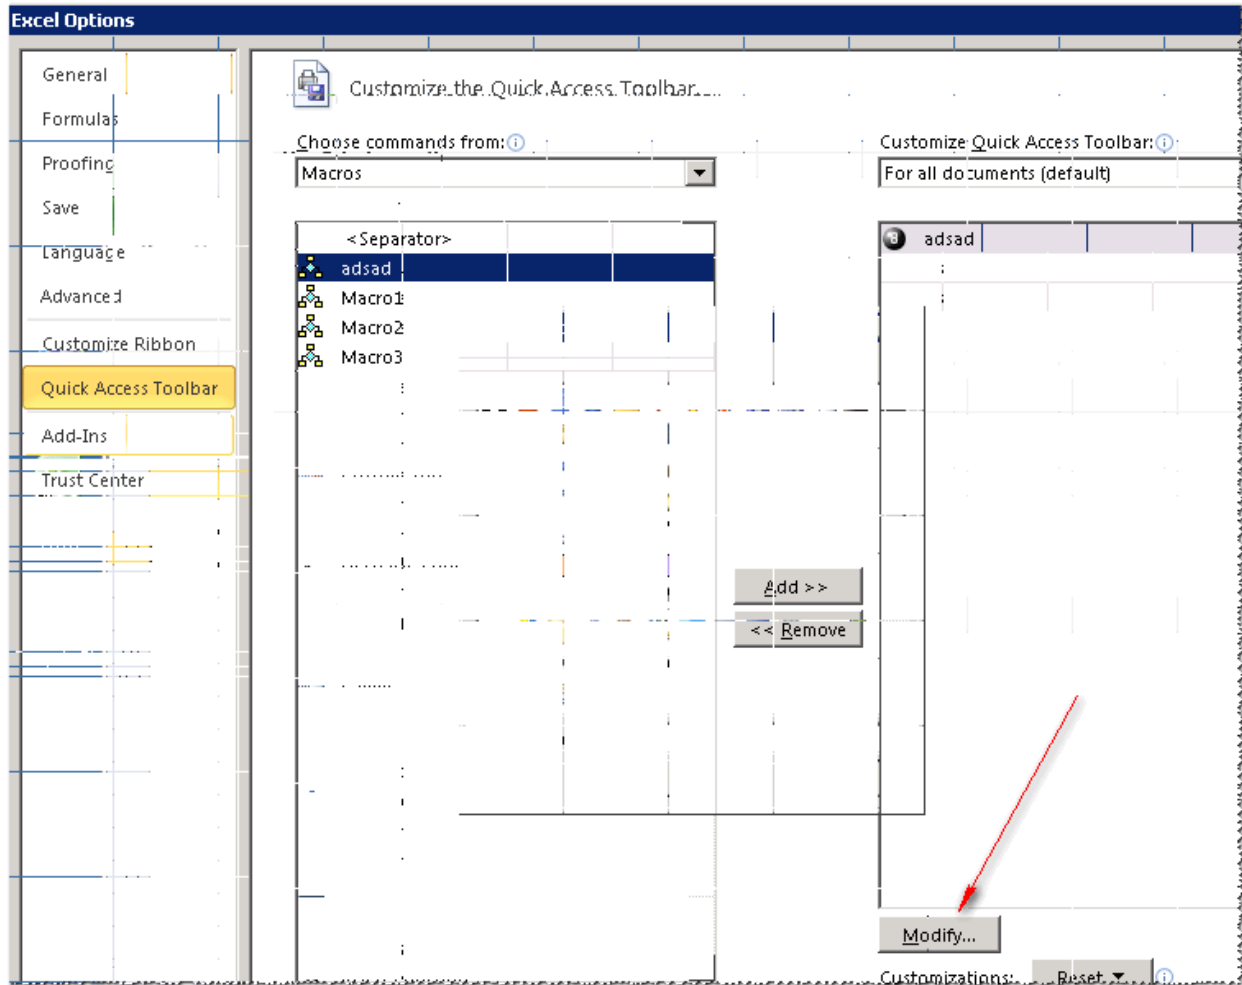 Excel Options
General
Formulas
Proofing
Save
Language
Advanced
Customize Ribbon
Quick Access Toolbar
Add-Ins
Trust Center
Customize the Quick Access Toolbar.
Choose commands from:
Macros
<Separator>
adsad
Macro1
Macro2
Macro3
Add >>
<< Remove
Customize Quick Access Toolbar:
For all documents (default)
adsad
Modify...
Customizations:
Reset